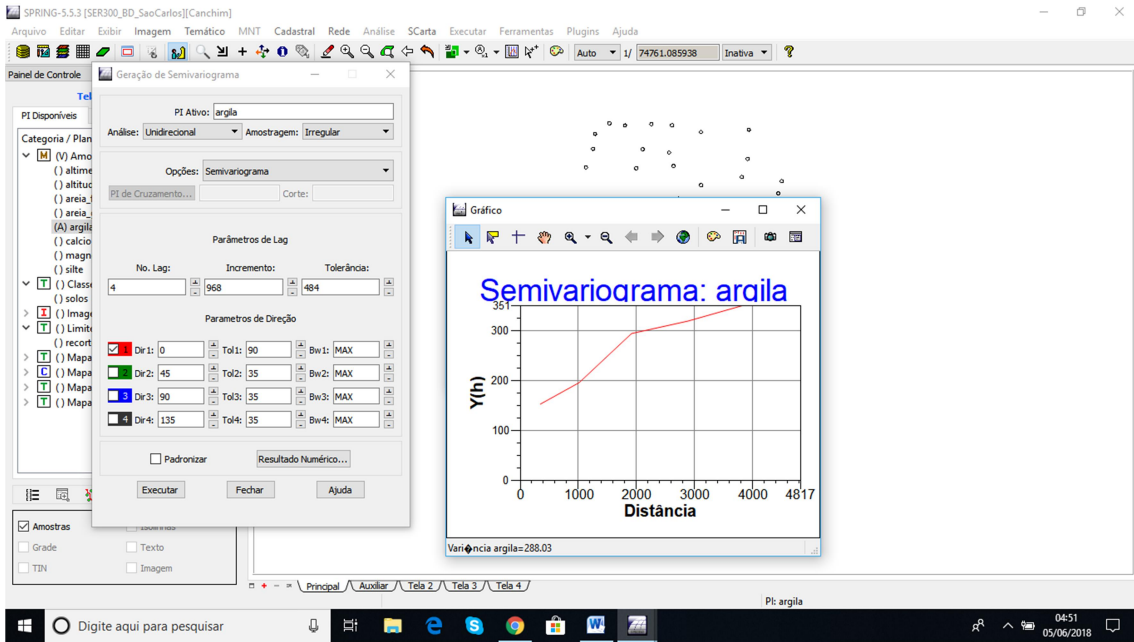 SPRING-5.5.3 [SER300_BD_SaoCarlos][Canchim]
Arquivo Editar Exibir Imagem Temático MNT Cadastral Rede Análise SCarta Executar Ferramentas Plugins Ajuda
Auto 1/ 74761.085938 Inativa
Painel de Controle
Tel
PI Disponíveis
Categoria / Plan
M (V) Amo
() altime
() altitud
() areia_
() areia_
(A) argila
() calcio
() magn
() silte
T () Class
() solos
I () Image
T () Limite
() recort
T () Mapa
C () Mapa
T () Mapa
T () Mapa
Amostras
Grade Texto
TIN Imagem
Geração de Semivariograma
PI Ativo: argila
Análise: Unidirecional Amostragem: Irregular
Opções: Semivariograma
PI de Cruzamento... Corte:
Parâmetros de Lag
No. Lag: Incremento: Tolerância:
4 968 484
Parametros de Direção
1 Dir1: 0 Tol1: 90 Bw1: MAX
2 Dir2: 45 Tol2: 35 Bw2: MAX
3 Dir3: 90 Tol3: 35 Bw3: MAX
4 Dir4: 135 Tol4: 35 Bw4: MAX
Padronizar Resultado Numérico...
Executar Fechar Ajuda
Gráfico
Semivariograma: argila
351
300
200
100
0
Y(h)
0 1000 2000 3000 4000 4817
Distância
Vari�ncia argila=288.03
Principal Auxiliar Tela 2 Tela 3 Tela 4
PI: argila
Digite aqui para pesquisar
04:51
05/06/2018